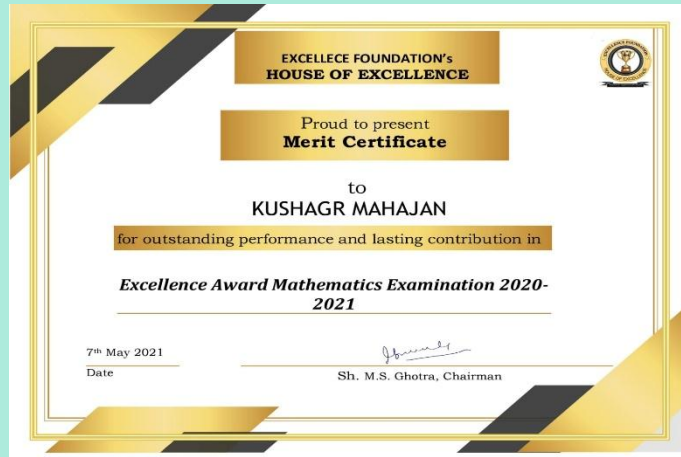 EXCELLECE FOUNDATION's
HOUSE OF EXCELLENCE
Proud to present
Merit Certificate
to
KUSHAGR MAHAJAN
for outstanding performance and lasting contribution in
Excellence Award Mathematics Examination 2020-
2021
7th May 2021
Date
Sh. M.S. Ghotra, Chairman